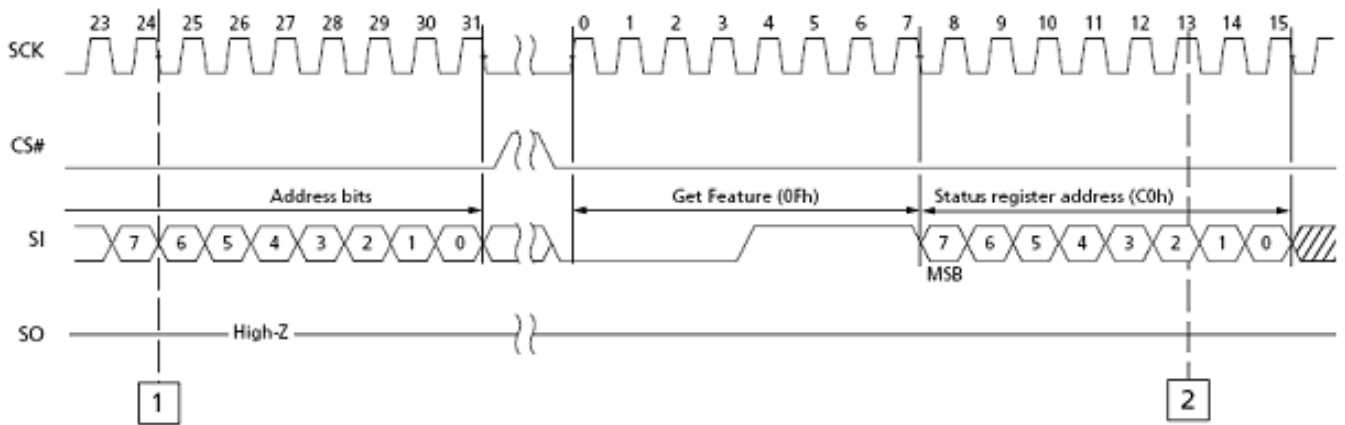 23 24 25 26 27 28 29 30 31 0 1 2 3 4 5 6 7 8 9 10 11 12 13 14 15
SCK
CS#
Address bits Get Feature (0Fh) Status register address (C0h)
SI 7 6 5 4 3 2 1 0 7 6 5 4 3 2 1 0
MSB
SO High-Z
1 2